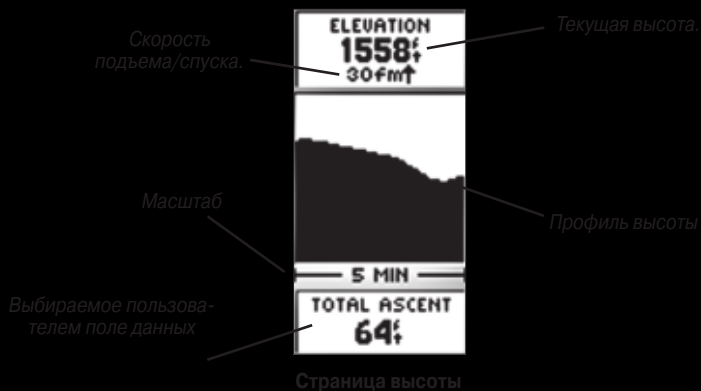 ELEVATION
1558ft
30fm↑
Скорость
подъема/спуска.
Текущая высота.
Масштаб
Профиль высоты
5 MIN
Выбираемое пользова-
телем поле данных
TOTAL ASCENT
64ft
Страница высоты